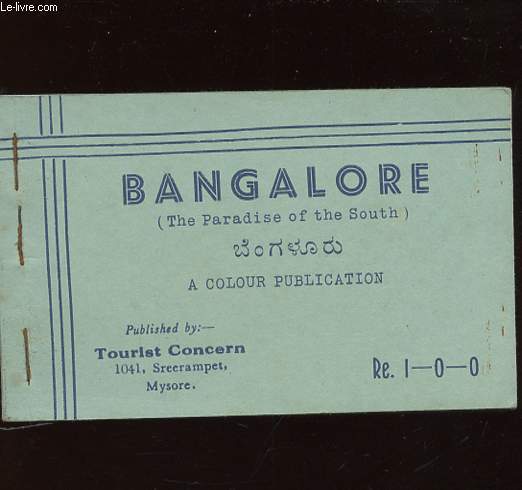 Le-livre.com
BANGALORE
(The Paradise of the South)
ಬೆಂಗಳೂರು
A COLOUR PUBLICATION
Published by:—
Tourist Concern
1041, Sreerampet,
Mysore.
Re. 1—0—0